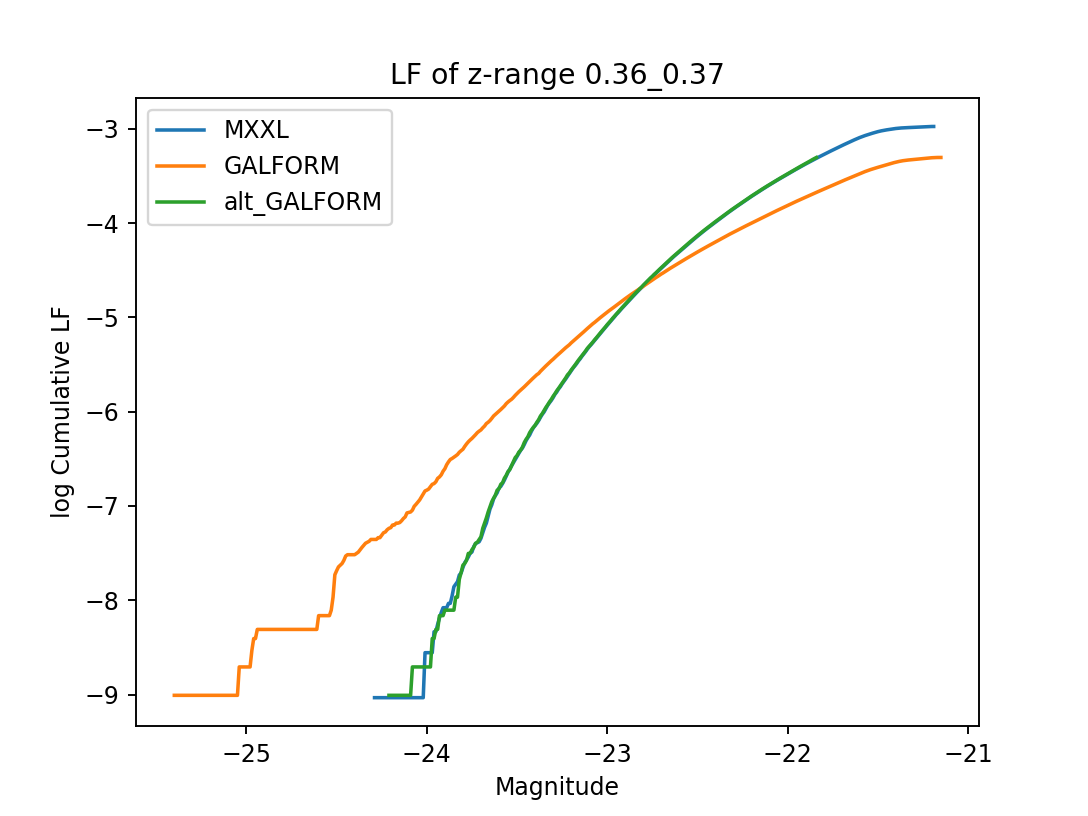 LF of z-range 0.36_0.37
MXXL
GALFORM
alt_GALFORM
−3
−4
−5
−6
−7
−8
−9
log Cumulative LF
−25
−24
−23
−22
−21
Magnitude